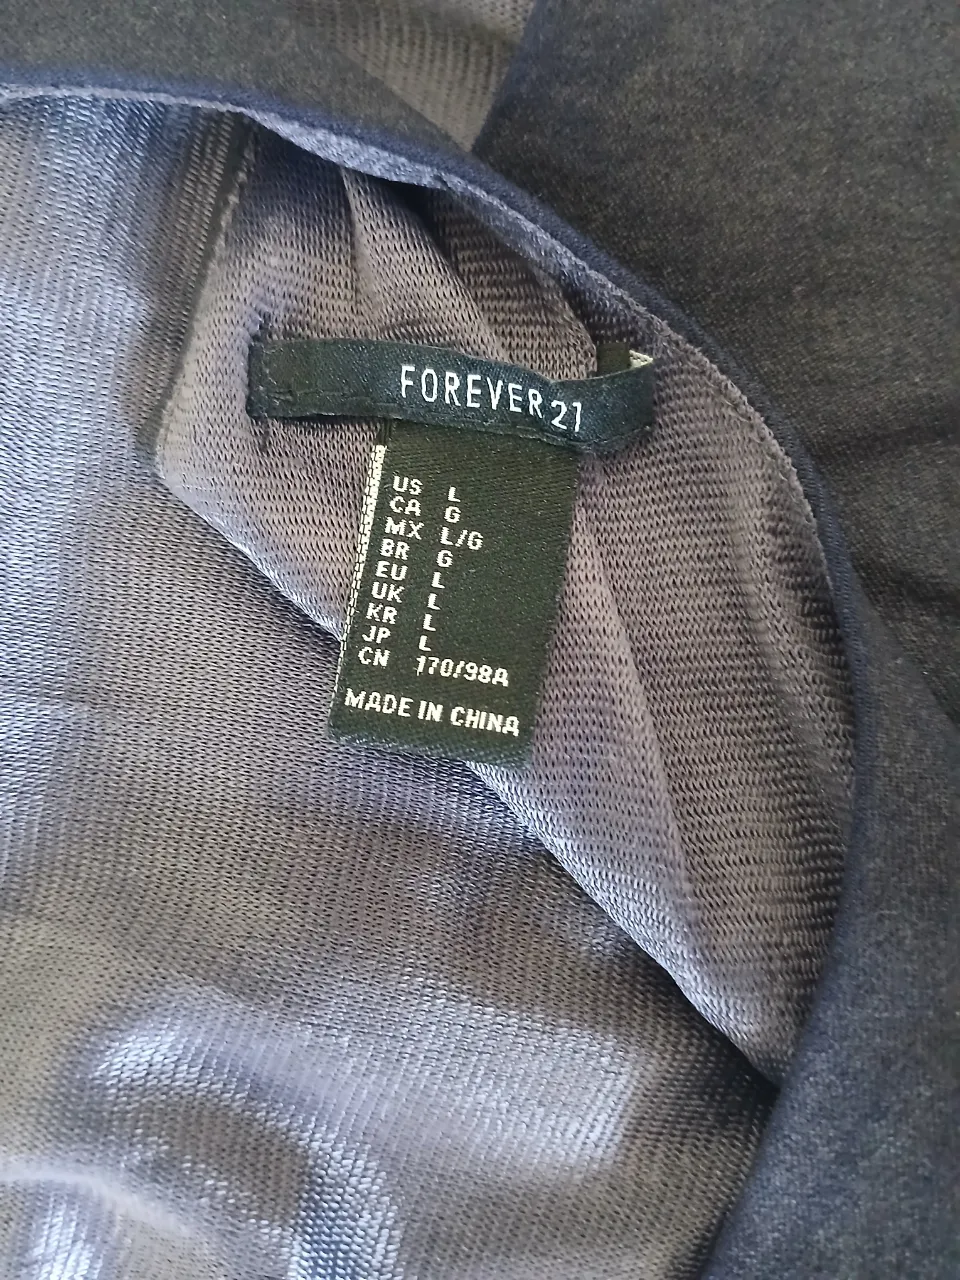 FOREVER 21
US L
CA G
MX L/G
BR G
EU L
UK L
KR L
JP L
CN 170/98A
MADE IN CHINA